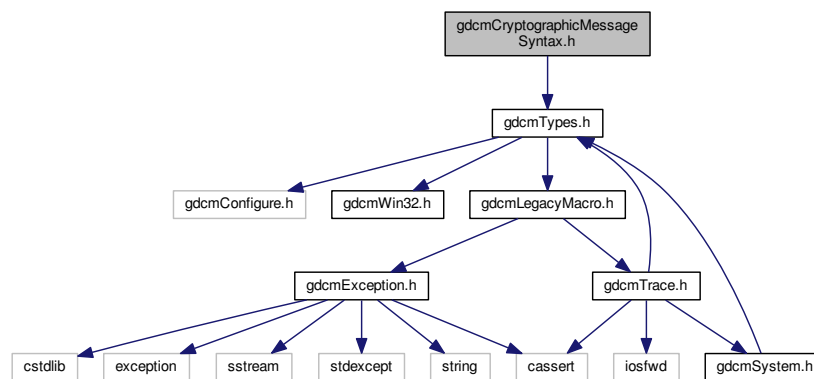 gdcmCryptographicMessage
Syntax.h
gdcmTypes.h
gdcmConfigure.h
gdcmWin32.h
gdcmLegacyMacro.h
gdcmException.h
gdcmTrace.h
cstdlib
exception
sstream
stdexcept
string
cassert
iosfwd
gdcmSystem.h